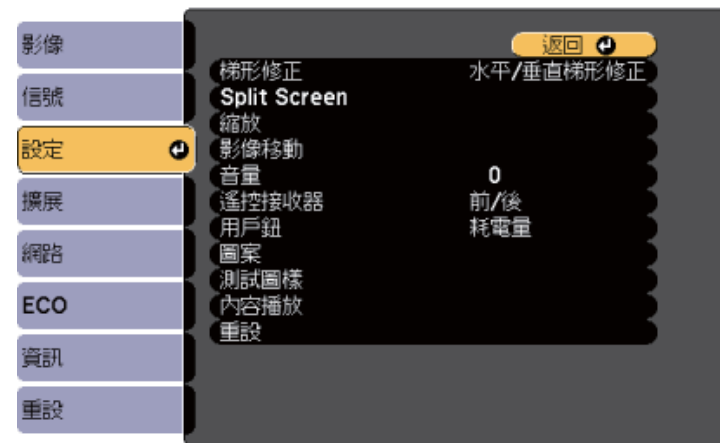 影像
信號
設定
擴展
網路
ECO
資訊
重設
返回
梯形修正 水平/垂直梯形修正
Split Screen
縮放
影像移動
音量 0
遙控接收器 前/後
用戶鈕 耗電量
圖案
測試圖樣
內容播放
重設